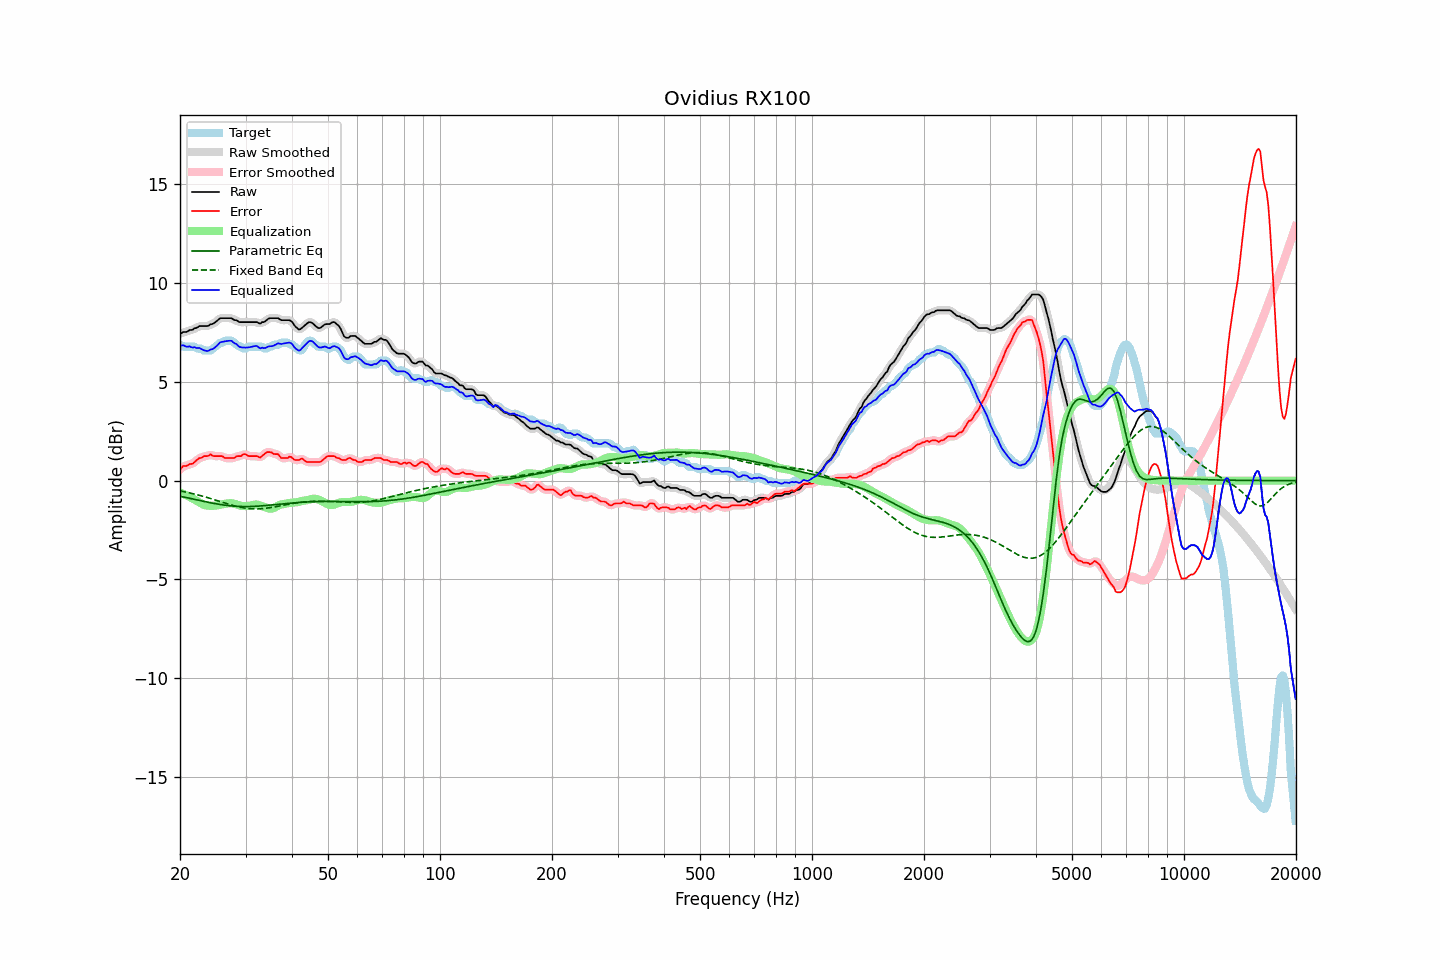 Ovidius RX100
Target
Raw Smoothed
Error Smoothed
Raw
Error
Equalization
Parametric Eq
Fixed Band Eq
Equalized
Amplitude (dBr)
15
10
5
0
−5
−10
−15
20
50
100
200
500
1000
2000
5000
10000
20000
Frequency (Hz)